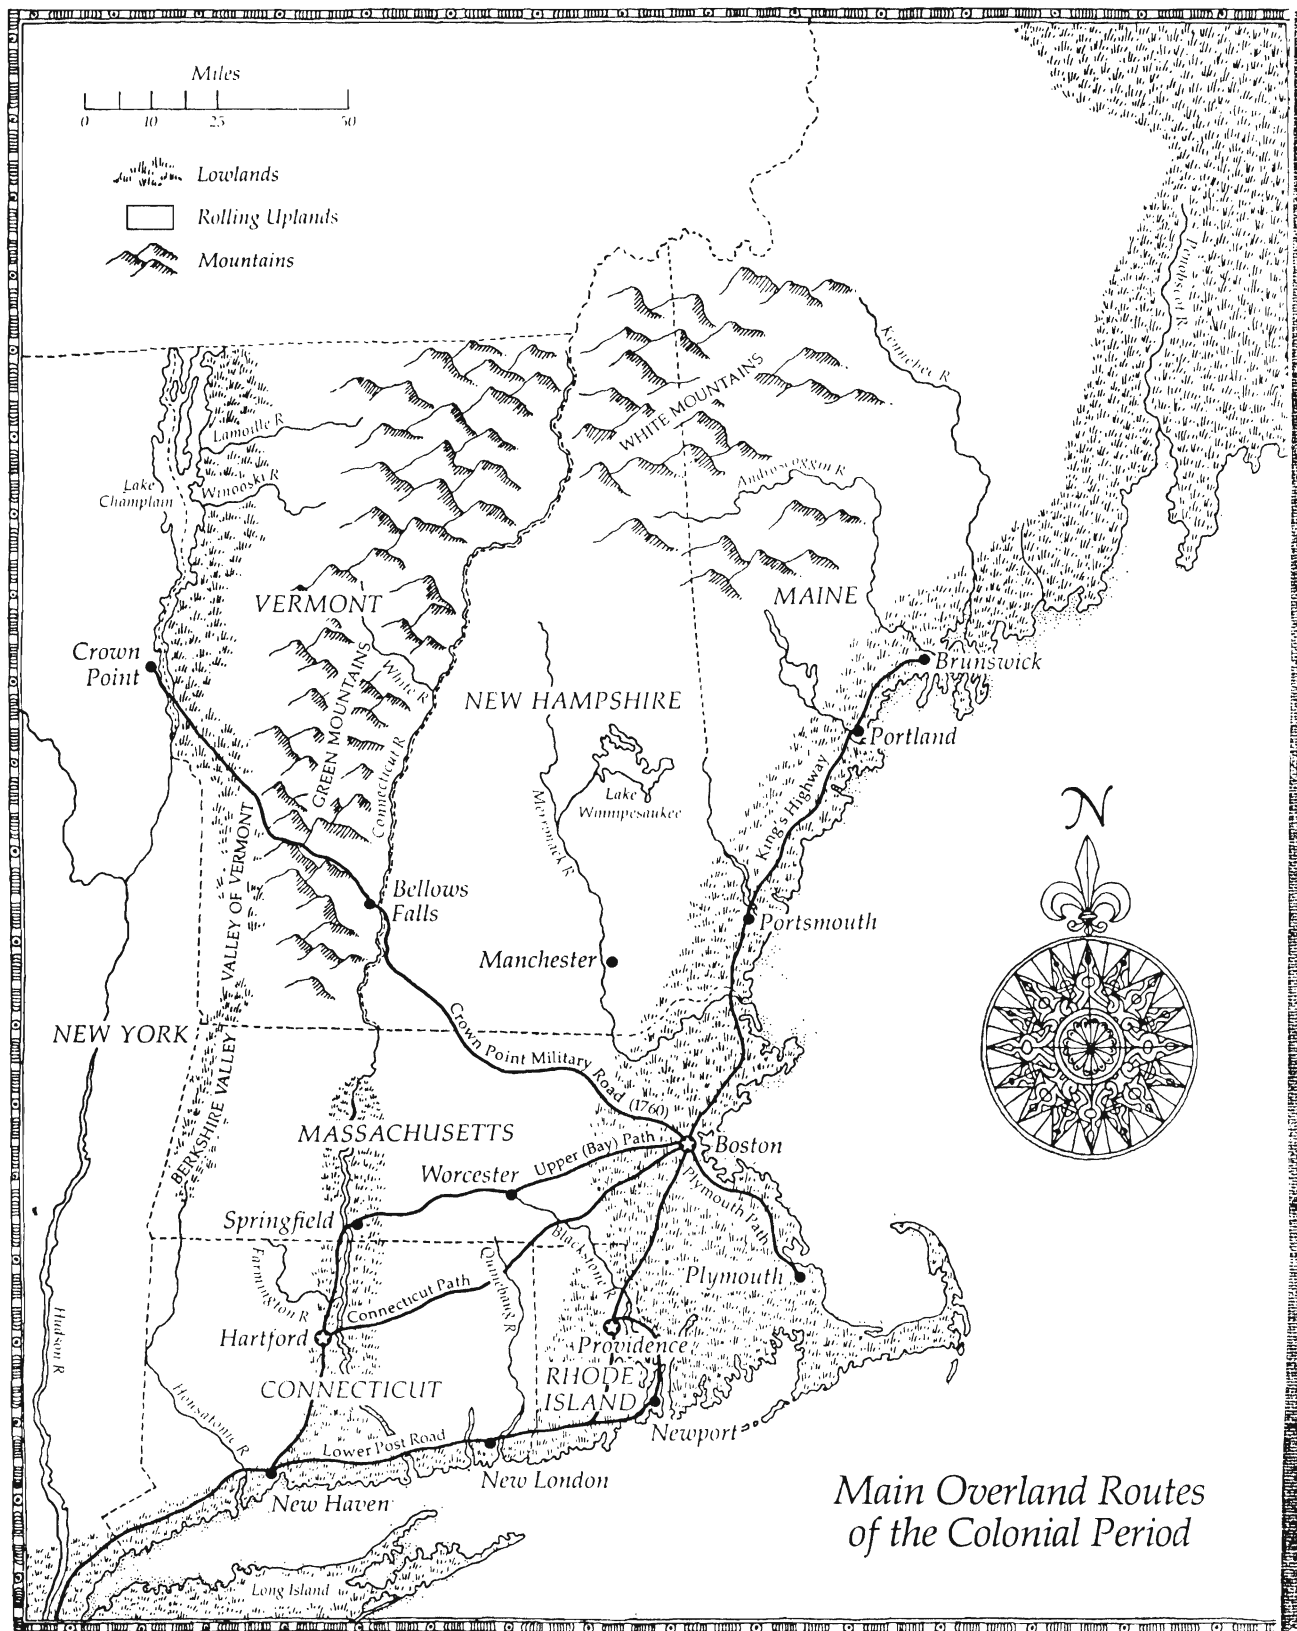 Miles
0 10 25 50
Lowlands
Rolling Uplands
Mountains
Penobscot R
Kennebec R
WHITE MOUNTAINS
Lamoille R
Androscoggin R
Winooski R
Lake
Champlain
VERMONT
MAINE
Crown
Point
Brunswick
White R
NEW HAMPSHIRE
GREEN MOUNTAINS
Portland
Connecticut R
King's Highway
Lake
Winnipesaukee
N
Merrimack R
VALLEY OF VERMONT
Bellows
Falls
Portsmouth
Manchester
NEW YORK
Crown Point Military Road (1760)
BERKSHIRE VALLEY
MASSACHUSETTS
Upper (Bay) Path
Boston
Worcester
Plymouth Path
Springfield
Blackstone R
Farmington R
Quinebaug R
Plymouth
Connecticut Path
Hudson R
Hartford
Providence
RHODE
ISLAND
CONNECTICUT
Housatonic R
Newport
Lower Post Road
New London
New Haven
Main Overland Routes
of the Colonial Period
Long Island